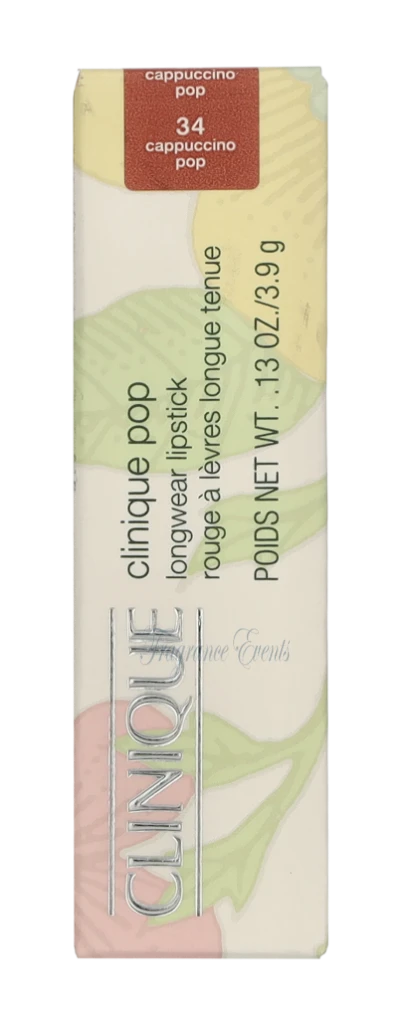 cappuccino
pop
34
cappuccino
pop
CLINIQUE
clinique pop
longwear lipstick
rouge à lèvres longue tenue
POIDS NET WT. .13 OZ./3.9 g
Fragrance Events